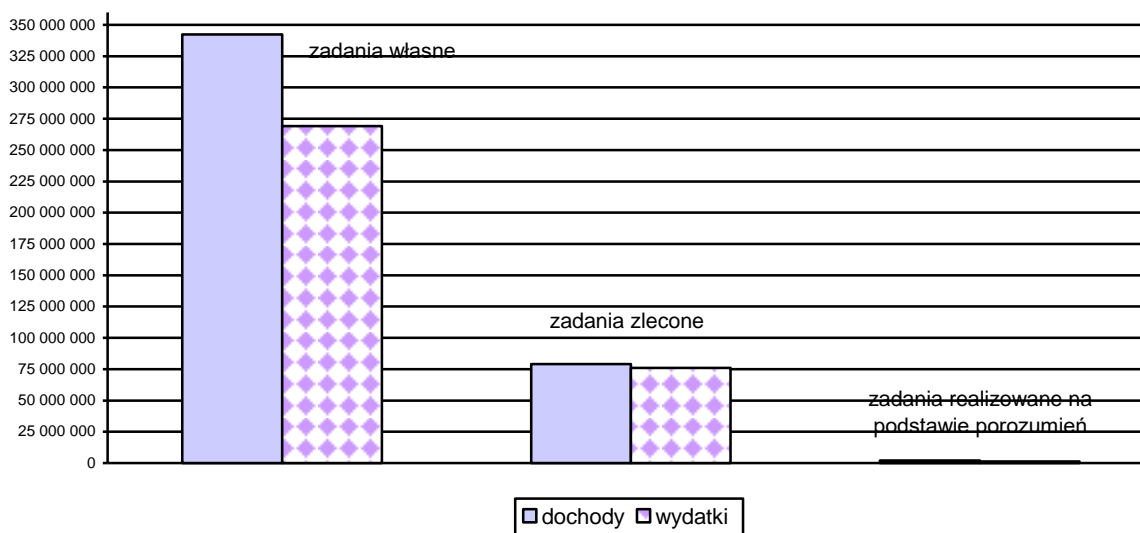 350 000 000
325 000 000
zadania własne
300 000 000
275 000 000
250 000 000
225 000 000
200 000 000
175 000 000
150 000 000
125 000 000
zadania zlecone
100 000 000
75 000 000
zadania realizowane na
50 000 000
podstawie porozumień
25 000 000
0
dochody wydatki